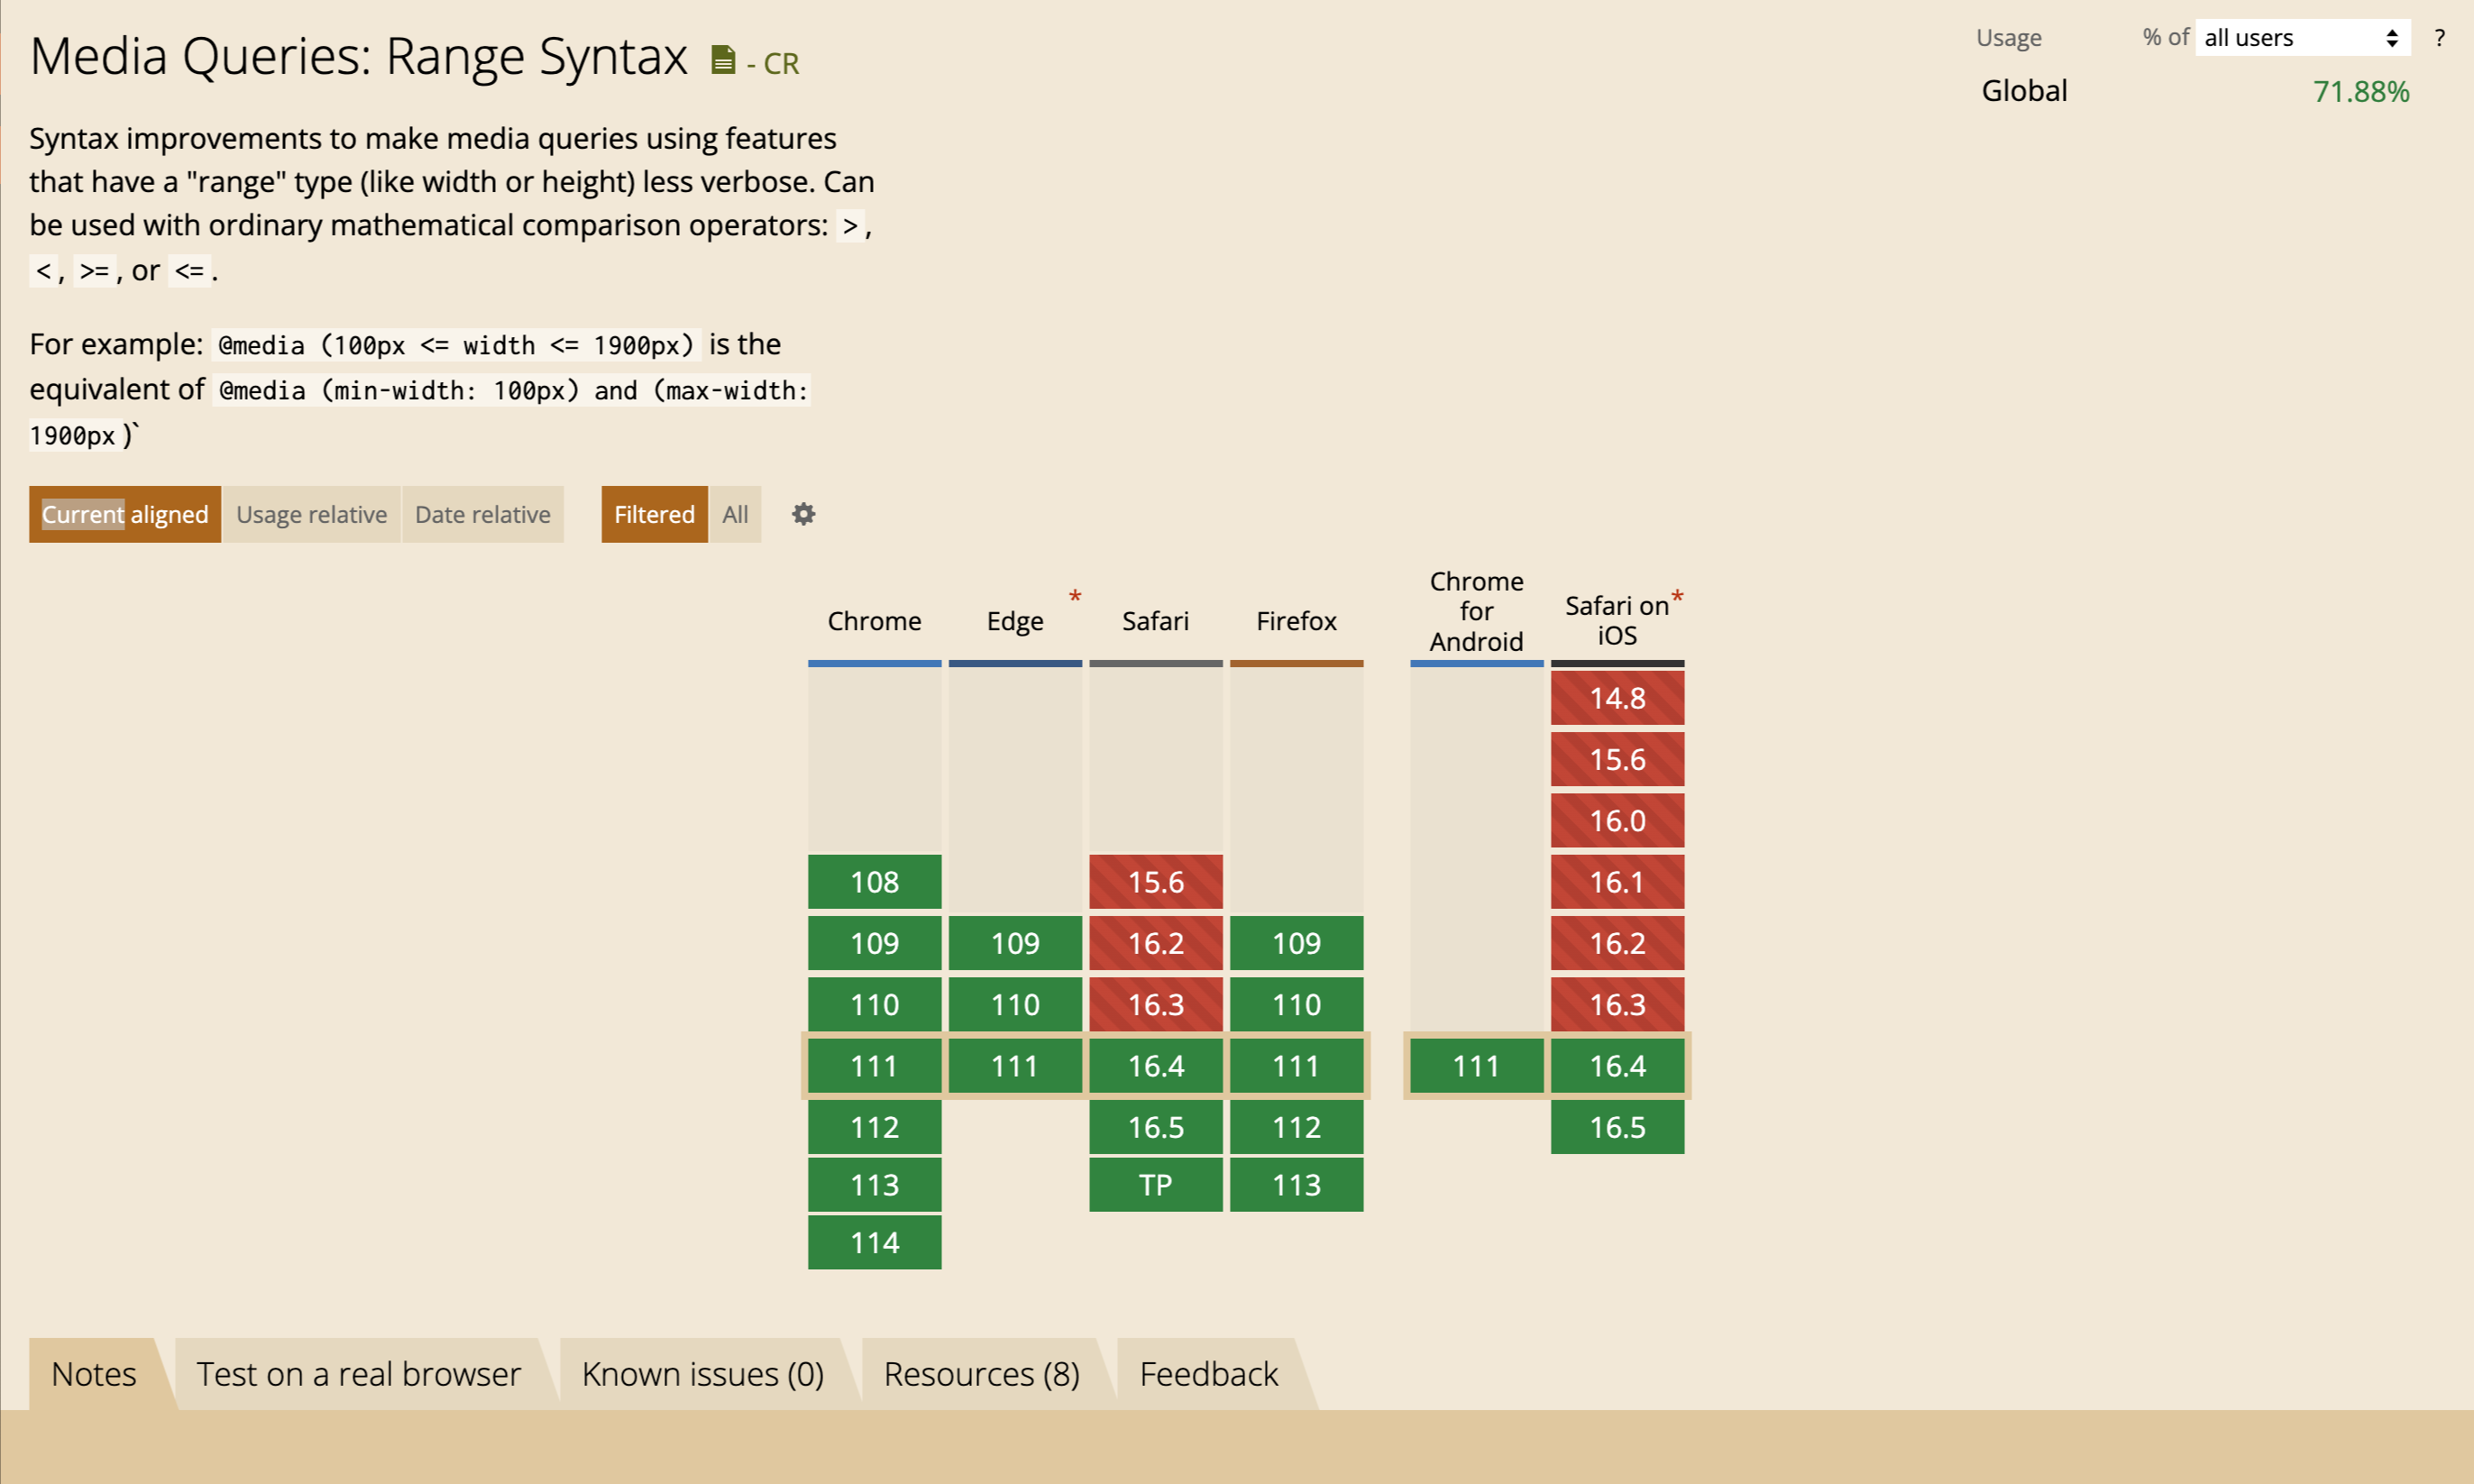 Media Queries: Range Syntax - CR
Usage % of all users ?
Global 71.88%
Syntax improvements to make media queries using features
that have a "range" type (like width or height) less verbose. Can
be used with ordinary mathematical comparison operators: >,
<, >=, or <=.
For example: @media (100px <= width <= 1900px) is the
equivalent of @media (min-width: 100px) and (max-width:
1900px)`
Current aligned Usage relative Date relative Filtered All
Chrome Edge * Safari Firefox Chrome for Android Safari on iOS *
14.8
15.6
16.0
108 15.6 16.1
109 109 16.2 109 16.2
110 110 16.3 110 16.3
111 111 16.4 111 111 16.4
112 16.5 112 16.5
113 TP 113
114
Notes Test on a real browser Known issues (0) Resources (8) Feedback